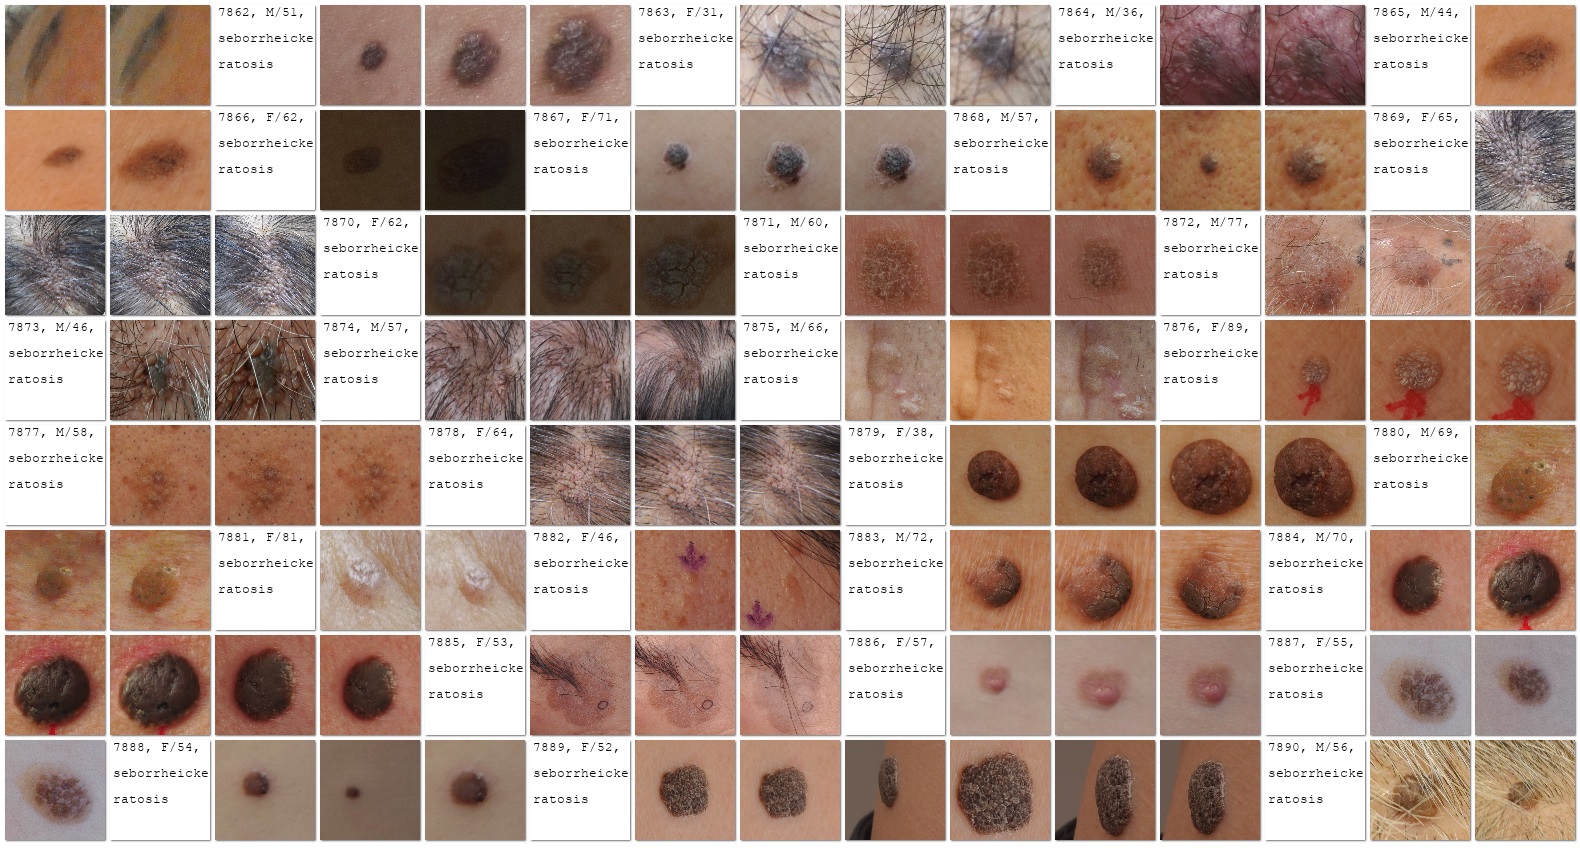 7862, M/51,
seborrheicke
ratosis
7863, F/31,
seborrheicke
ratosis
7864, M/36,
seborrheicke
ratosis
7865, M/44,
seborrheicke
ratosis
7866, F/62,
seborrheicke
ratosis
7867, F/71,
seborrheicke
ratosis
7868, M/57,
seborrheicke
ratosis
7869, F/65,
seborrheicke
ratosis
7870, F/62,
seborrheicke
ratosis
7871, M/60,
seborrheicke
ratosis
7872, M/77,
seborrheicke
ratosis
7873, M/46,
seborrheicke
ratosis
7874, M/57,
seborrheicke
ratosis
7875, M/66,
seborrheicke
ratosis
7876, F/89,
seborrheicke
ratosis
7877, M/58,
seborrheicke
ratosis
7878, F/64,
seborrheicke
ratosis
7879, F/38,
seborrheicke
ratosis
7880, M/69,
seborrheicke
ratosis
7881, F/81,
seborrheicke
ratosis
7882, F/46,
seborrheicke
ratosis
7883, M/72,
seborrheicke
ratosis
7884, M/70,
seborrheicke
ratosis
7885, F/53,
seborrheicke
ratosis
7886, F/57,
seborrheicke
ratosis
7887, F/55,
seborrheicke
ratosis
7888, F/54,
seborrheicke
ratosis
7889, F/52,
seborrheicke
ratosis
7890, M/56,
seborrheicke
ratosis